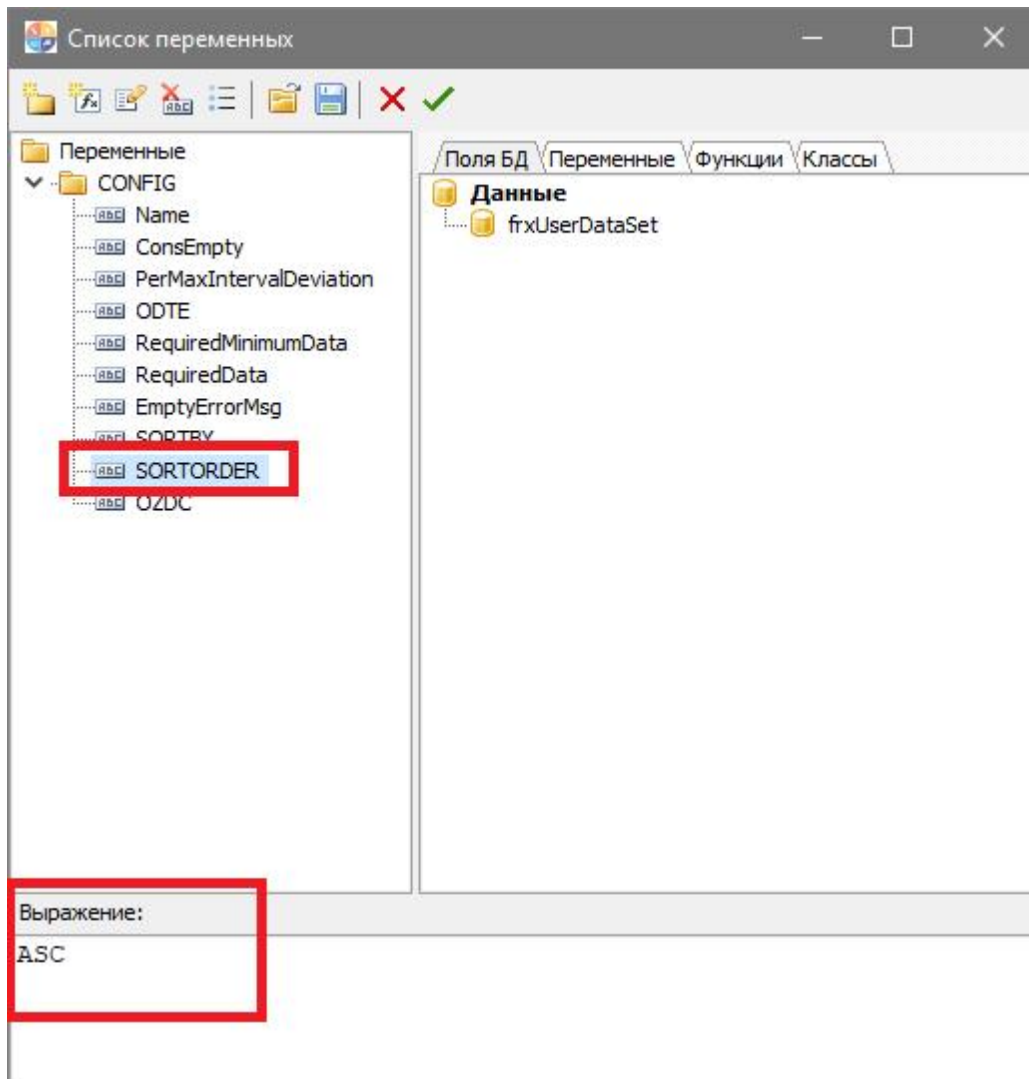 Список переменных
Переменные
CONFIG
Name
ConsEmpty
PerMaxIntervalDeviation
ODTE
RequiredMinimumData
RequiredData
EmptyErrorMsg
SORTBY
SORTORDER
OZDC
Поля БД Переменные Функции Классы
Данные
frxUserDataSet
Выражение:
ASC